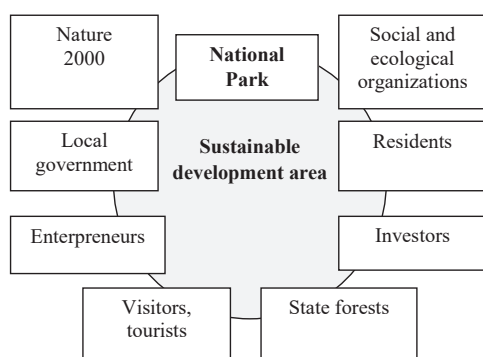 Nature
2000
National
Park
Social and
ecological
organizations
Local
government
Sustainable
development area
Residents
Enterpreneurs
Investors
Visitors,
tourists
State forests